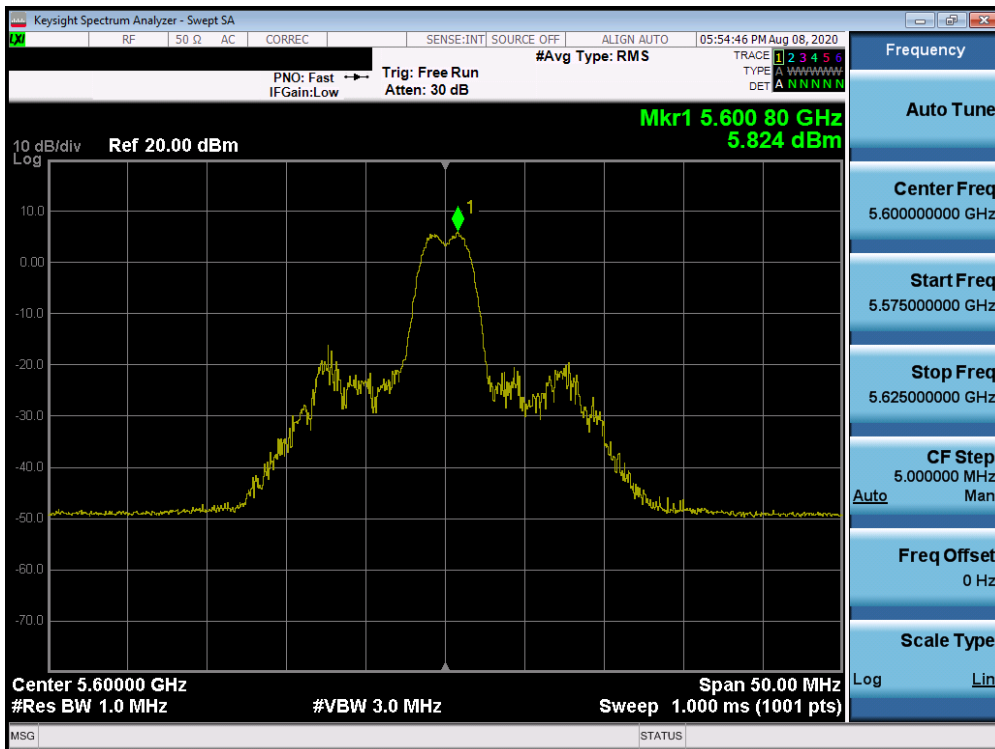 Keysight Spectrum Analyzer - Swept SA
LXI RF 50 Ω AC CORREC SENSE:INT SOURCE OFF ALIGN AUTO 05:54:46 PM Aug 08, 2020
#Avg Type: RMS
TRACE 1 2 3 4 5 6
PNO: Fast Trig: Free Run
TYPE A WWWWW
IFGain:Low Atten: 30 dB
DET A N N N N N
Mkr1 5.600 80 GHz
5.824 dBm
10 dB/div Ref 20.00 dBm
Log
1
10.0
0.00
-10.0
-20.0
-30.0
-40.0
-50.0
-60.0
-70.0
Center 5.60000 GHz Span 50.00 MHz
#Res BW 1.0 MHz #VBW 3.0 MHz Sweep 1.000 ms (1001 pts)
MSG STATUS
Frequency
Auto Tune
Center Freq
5.600000000 GHz
Start Freq
5.575000000 GHz
Stop Freq
5.625000000 GHz
CF Step
5.000000 MHz
Auto Man
Freq Offset
0 Hz
Scale Type
Log Lin